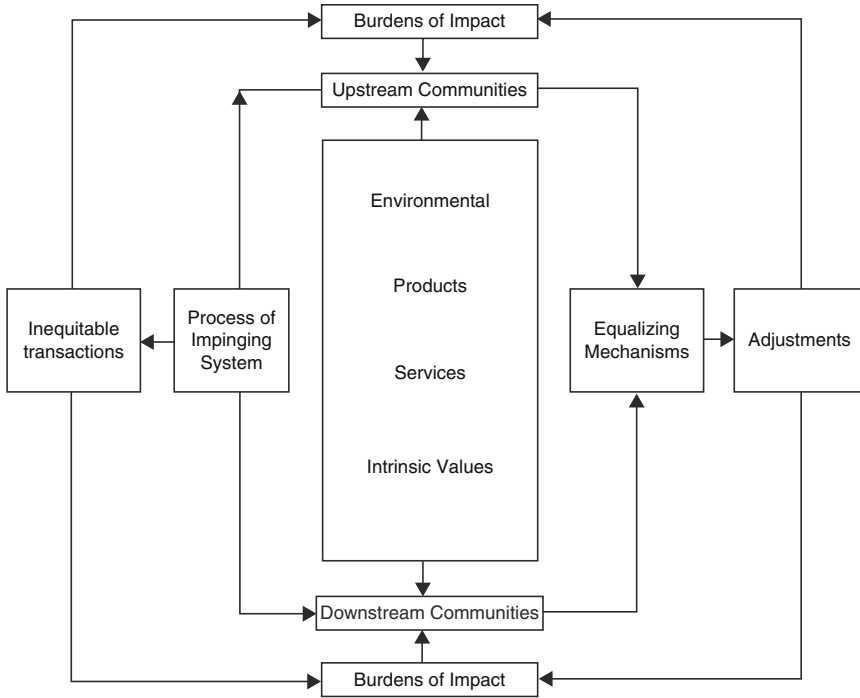 Burdens of Impact
Upstream Communities
Environmental
Products
Services
Intrinsic Values
Inequitable
transactions
Process of
Impinging
System
Equalizing
Mechanisms
Adjustments
Downstream Communities
Burdens of Impact